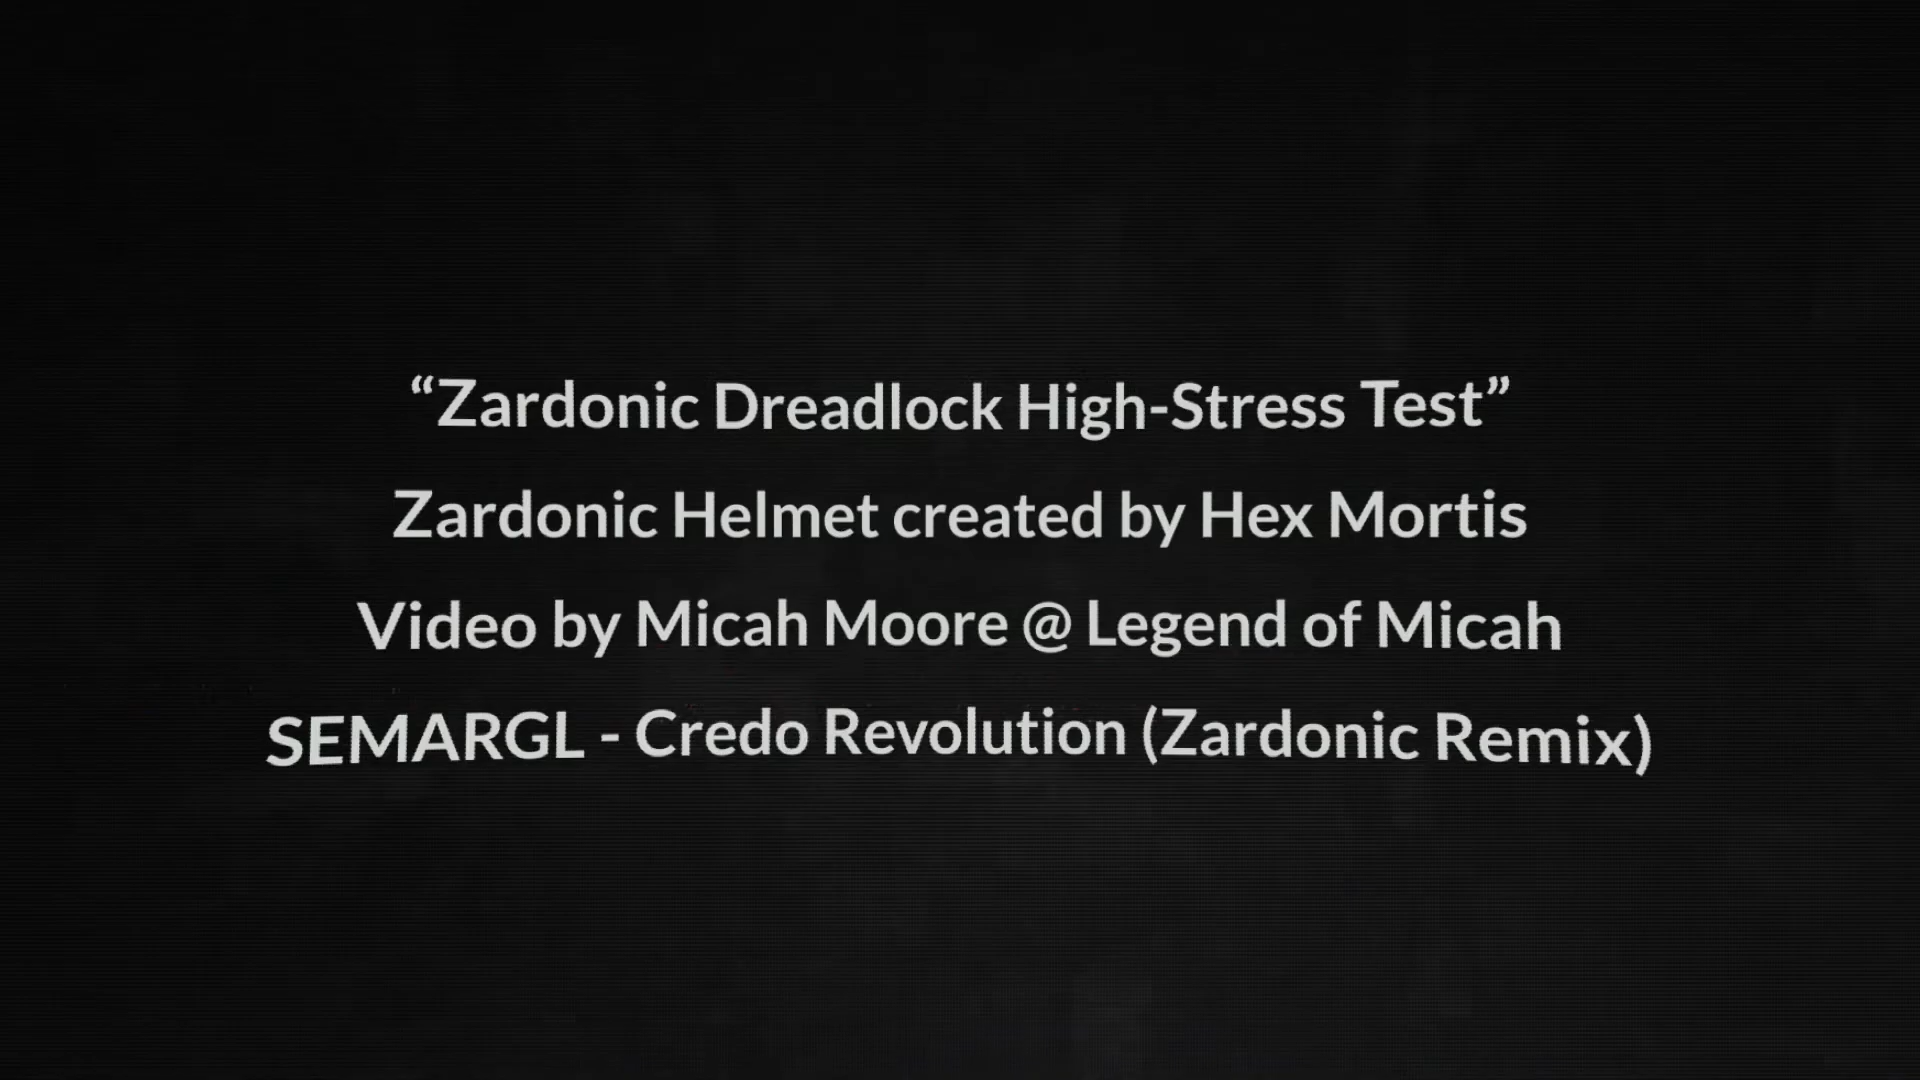 “Zardonic Dreadlock High-Stress Test”
Zardonic Helmet created by Hex Mortis
Video by Micah Moore @ Legend of Micah
SEMARGL - Credo Revolution (Zardonic Remix)